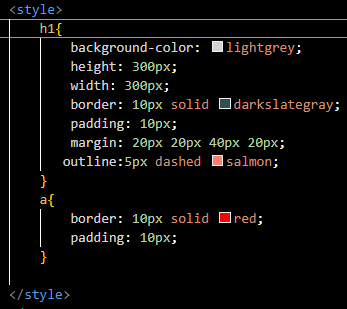 <style>
h1{
background-color: lightgrey;
height: 300px;
width: 300px;
border: 10px solid darkslategray;
padding: 10px;
margin: 20px 20px 40px 20px;
outline:5px dashed salmon;
}
a{
border: 10px solid red;
padding: 10px;
}
</style>